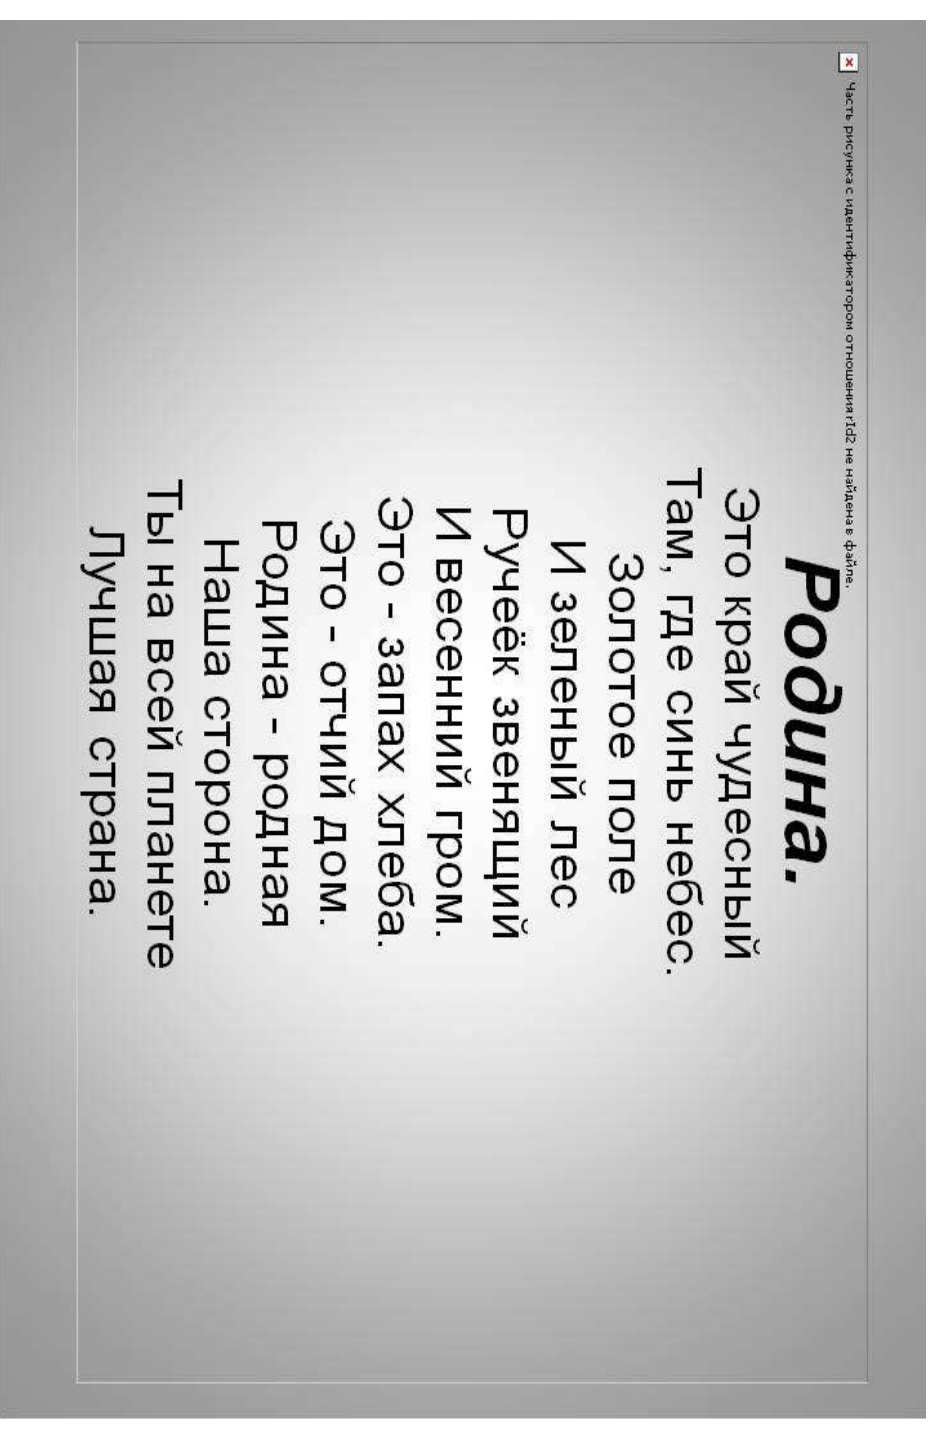 Часть рисунка с идентификатором отношения rId2 не найдена в файле.
Родина.
Это край чудесный
Там, где синь небес.
Золотое поле
И зеленый лес
Ручеёк звенящий
И весенний гром.
Это - запах хлеба.
Это - отчий дом.
Родина - родная
Наша сторона.
Ты на всей планете
Лучшая страна.